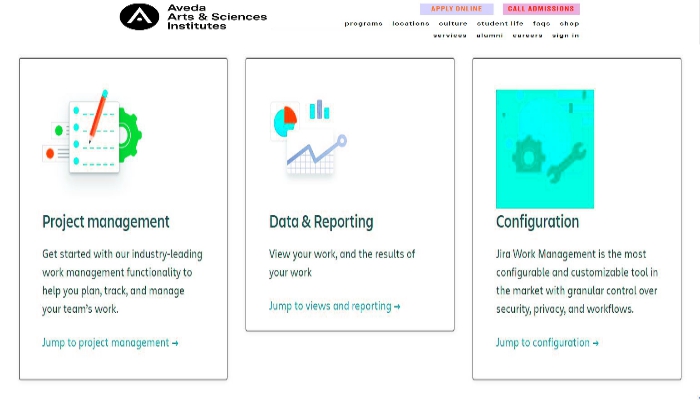 Aveda
Arts & Sciences
Institutes
APPLY ONLINE
CALL ADMISSIONS
programs locations culture student life faqs shop
services alumni careers sign in
Project management
Get started with our industry-leading
work management functionality to
help you plan, track, and manage
your team's work.
Jump to project management →
Data & Reporting
View your work, and the results of
your work
Jump to views and reporting →
Configuration
Jira Work Management is the most
configurable and customizable tool in
the market with granular control over
security, privacy, and workflows.
Jump to configuration →